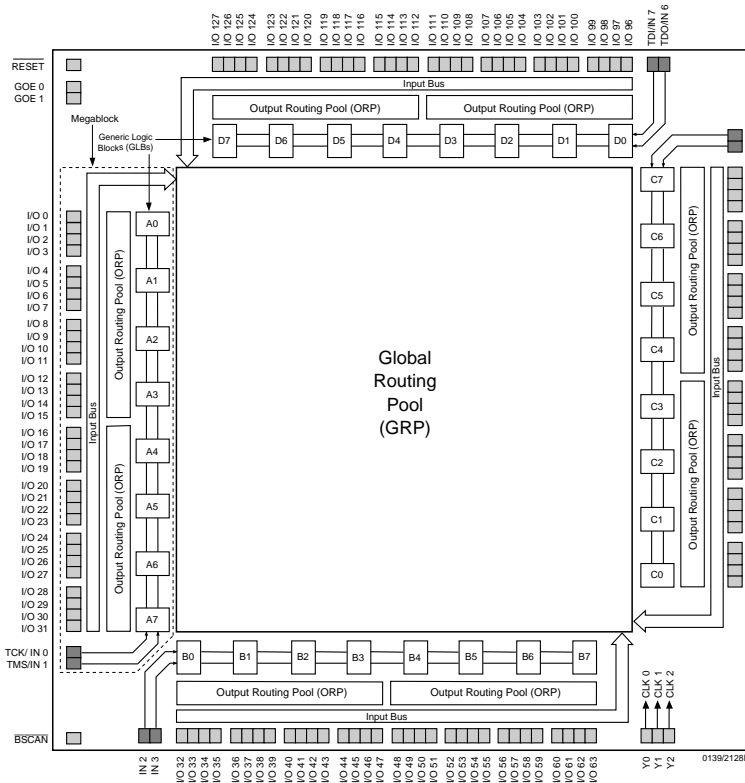 I/O 127
I/O 126
I/O 125
I/O 124
I/O 123
I/O 122
I/O 121
I/O 120
I/O 119
I/O 118
I/O 117
I/O 116
I/O 115
I/O 114
I/O 113
I/O 112
I/O 111
I/O 110
I/O 109
I/O 108
I/O 107
I/O 106
I/O 105
I/O 104
I/O 103
I/O 102
I/O 101
I/O 100
I/O 99
I/O 98
I/O 97
I/O 96
TDI/IN 7
TDO/IN 6
RESET
GOE 0
GOE 1
Input Bus
Output Routing Pool (ORP)
Output Routing Pool (ORP)
Megablock
Generic Logic
Blocks (GLBs)
D7
D6
D5
D4
D3
D2
D1
D0
I/O 0
I/O 1
I/O 2
I/O 3
I/O 4
I/O 5
I/O 6
I/O 7
I/O 8
I/O 9
I/O 10
I/O 11
I/O 12
I/O 13
I/O 14
I/O 15
I/O 16
I/O 17
I/O 18
I/O 19
I/O 20
I/O 21
I/O 22
I/O 23
I/O 24
I/O 25
I/O 26
I/O 27
I/O 28
I/O 29
I/O 30
I/O 31
TCK/ IN 0
TMS/IN 1
Input Bus
Output Routing Pool (ORP)
Output Routing Pool (ORP)
A0
A1
A2
A3
A4
A5
A6
A7
Global
Routing
Pool
(GRP)
C7
C6
C5
C4
C3
C2
C1
C0
Output Routing Pool (ORP)
Output Routing Pool (ORP)
Input Bus
B0
B1
B2
B3
B4
B5
B6
B7
Output Routing Pool (ORP)
Output Routing Pool (ORP)
Input Bus
CLK 0
CLK 1
CLK 2
BSCAN
IN 2
IN 3
I/O 32
I/O 33
I/O 34
I/O 35
I/O 36
I/O 37
I/O 38
I/O 39
I/O 40
I/O 41
I/O 42
I/O 43
I/O 44
I/O 45
I/O 46
I/O 47
I/O 48
I/O 49
I/O 50
I/O 51
I/O 52
I/O 53
I/O 54
I/O 55
I/O 56
I/O 57
I/O 58
I/O 59
I/O 60
I/O 61
I/O 62
I/O 63
Y0
Y1
Y2